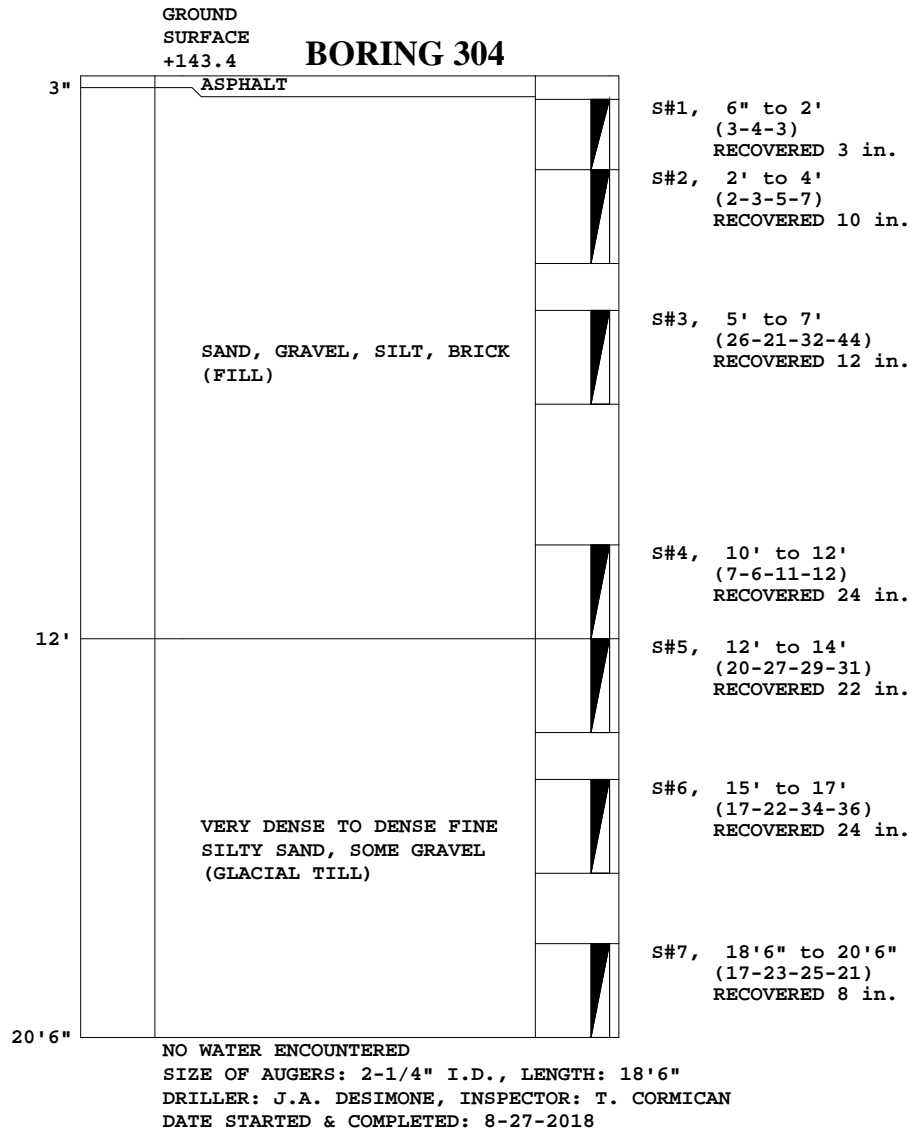 GROUND
SURFACE
+143.4
BORING 304
3"
ASPHALT
S#1, 6" to 2'
(3-4-3)
RECOVERED 3 in.
S#2, 2' to 4'
(2-3-5-7)
RECOVERED 10 in.
S#3, 5' to 7'
(26-21-32-44)
RECOVERED 12 in.
SAND, GRAVEL, SILT, BRICK
(FILL)
S#4, 10' to 12'
(7-6-11-12)
RECOVERED 24 in.
12'
S#5, 12' to 14'
(20-27-29-31)
RECOVERED 22 in.
S#6, 15' to 17'
(17-22-34-36)
RECOVERED 24 in.
VERY DENSE TO DENSE FINE
SILTY SAND, SOME GRAVEL
(GLACIAL TILL)
S#7, 18'6" to 20'6"
(17-23-25-21)
RECOVERED 8 in.
20'6"
NO WATER ENCOUNTERED
SIZE OF AUGERS: 2-1/4" I.D., LENGTH: 18'6"
DRILLER: J.A. DESIMONE, INSPECTOR: T. CORMICAN
DATE STARTED & COMPLETED: 8-27-2018